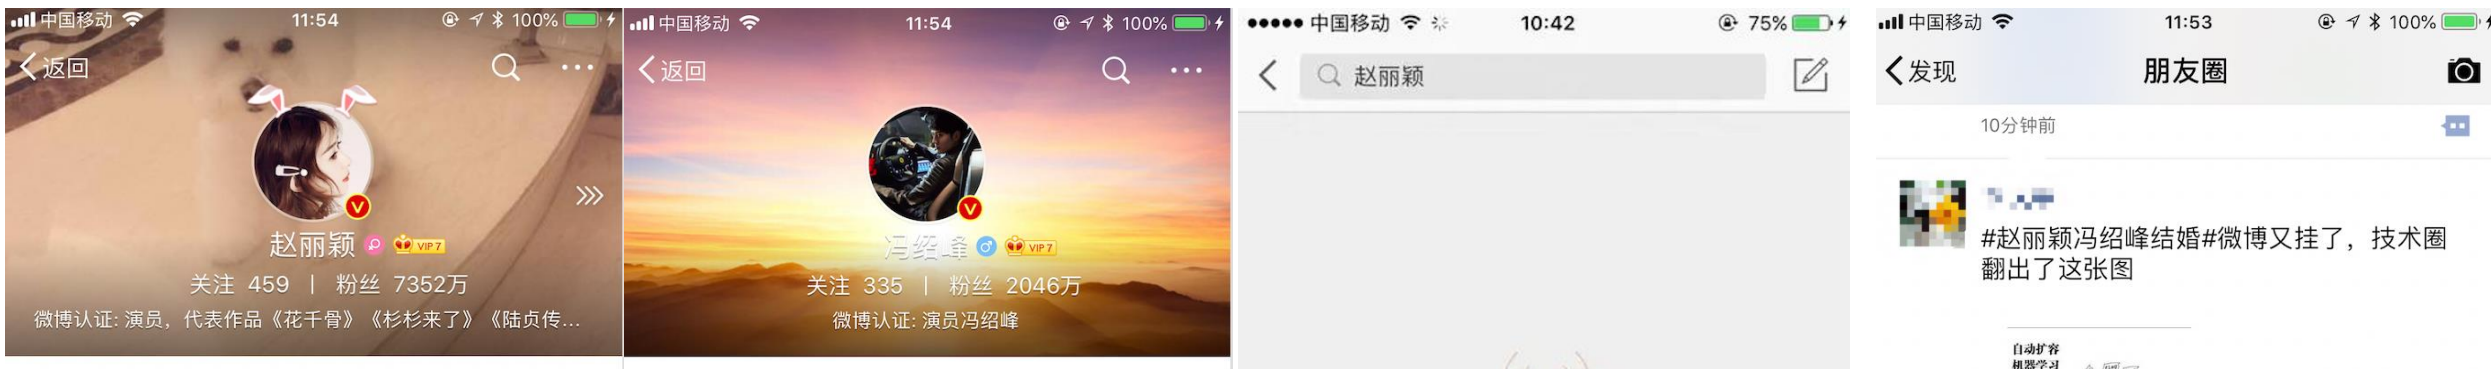 中国移动 11:54 100%
返回
赵丽颖 VIP 7
关注 459 | 粉丝 7352万
微博认证: 演员，代表作品《花千骨》《杉杉来了》《陆贞传...
中国移动 11:54 100%
返回
冯绍峰 VIP 7
关注 335 | 粉丝 2046万
微博认证: 演员冯绍峰
中国移动 10:42 75%
赵丽颖
中国移动 11:53 100%
发现 朋友圈
10分钟前
#赵丽颖冯绍峰结婚#微博又挂了，技术圈
翻出了这张图
自动扩容
机器学习